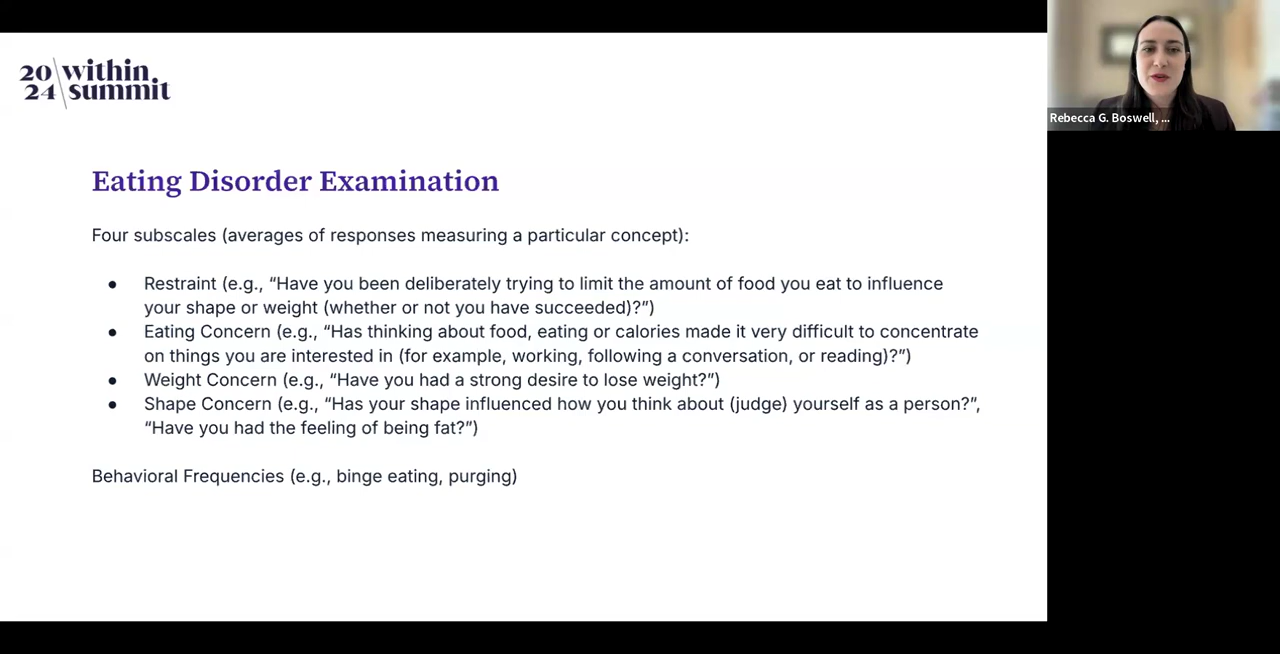 20 within
24 summit
Rebecca G. Boswell, ...
Eating Disorder Examination
Four subscales (averages of responses measuring a particular concept):
● Restraint (e.g., “Have you been deliberately trying to limit the amount of food you eat to influence
your shape or weight (whether or not you have succeeded)?”)
● Eating Concern (e.g., “Has thinking about food, eating or calories made it very difficult to concentrate
on things you are interested in (for example, working, following a conversation, or reading)?”)
● Weight Concern (e.g., “Have you had a strong desire to lose weight?”)
● Shape Concern (e.g., “Has your shape influenced how you think about (judge) yourself as a person?”,
“Have you had the feeling of being fat?”)
Behavioral Frequencies (e.g., binge eating, purging)